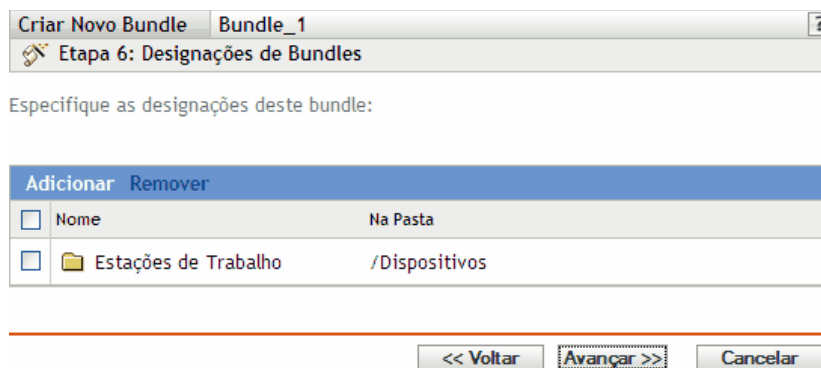 Criar Novo Bundle Bundle_1 ?
Etapa 6: Designações de Bundles
Especifique as designações deste bundle:
Adicionar Remover
Nome Na Pasta
Estações de Trabalho /Dispositivos
<< Voltar Avançar >> Cancelar